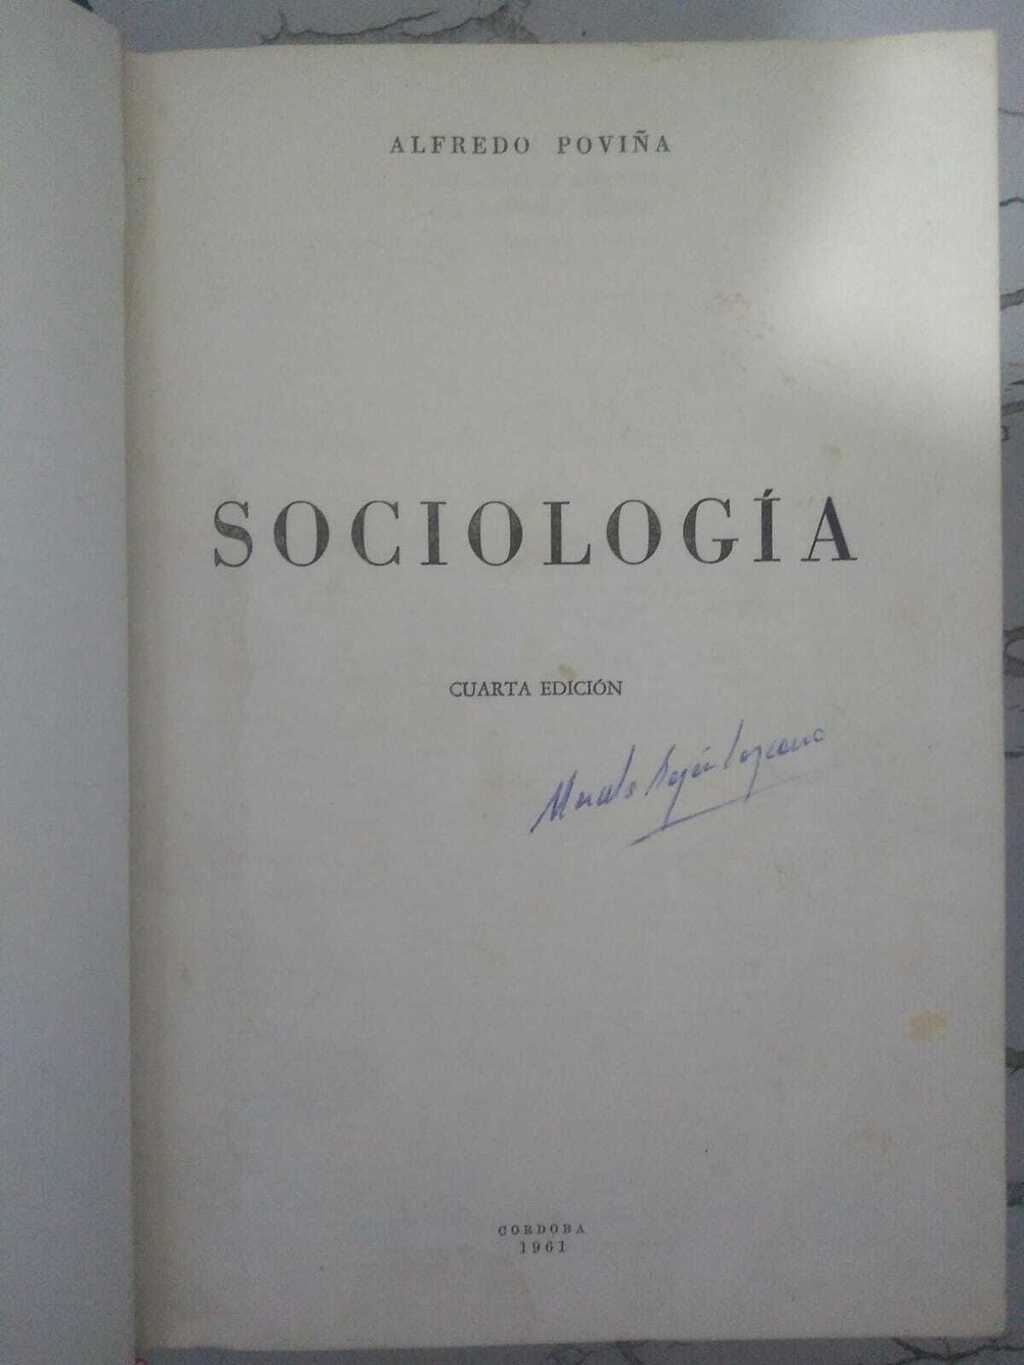 ALFREDO POVIÑA
SOCIOLOGÍA
CUARTA EDICIÓN
CORDOBA
1961